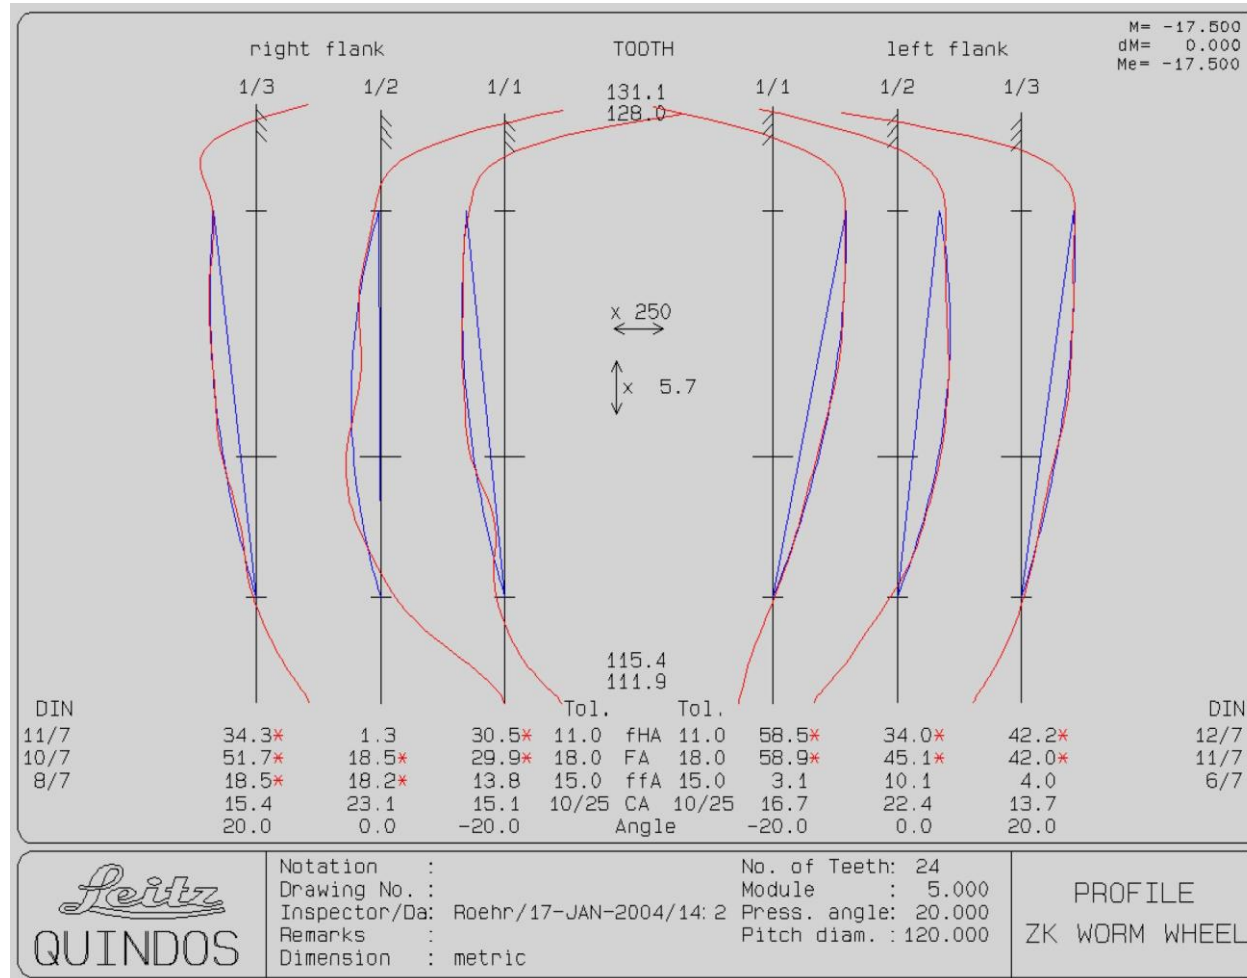 M= -17.500
dM= 0.000
Me= -17.500
right flank TOOTH left flank
1/3 1/2 1/1 1/1 1/2 1/3
131.1
128.0
x 250
x 5.7
115.4
111.9
DIN Tol. Tol. DIN
11/7 34.3* 1.3 30.5* 11.0 fHA 11.0 58.5* 34.0* 42.2* 12/7
10/7 51.7* 18.5* 29.9* 18.0 FA 18.0 58.9* 45.1* 42.0* 11/7
8/7 18.5* 18.2* 13.8 15.0 ffA 15.0 3.1 10.1 4.0 6/7
15.4 23.1 15.1 10/25 CA 10/25 16.7 22.4 13.7
20.0 0.0 -20.0 Angle -20.0 0.0 20.0
Leitz
QUINDOS
Notation :
Drawing No. :
Inspector/Da: Roehr/17-JAN-2004/14:2
Remarks :
Dimension : metric
No. of Teeth: 24
Module : 5.000
Press. angle: 20.000
Pitch diam. : 120.000
PROFILE
ZK WORM WHEEL